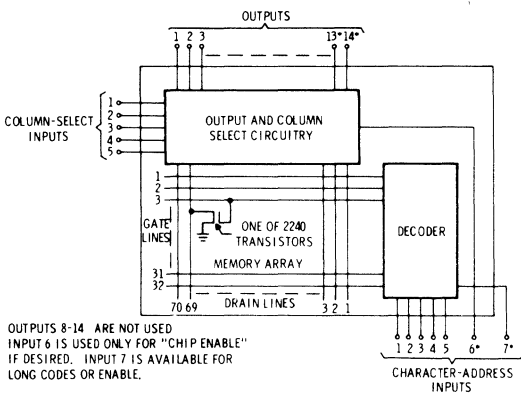 OUTPUTS
1 2 3 13* 14*
COLUMN-SELECT
INPUTS
1
2
3
4
5
OUTPUT AND COLUMN
SELECT CIRCUITRY
1
2
3
GATE
LINES
ONE OF 2240
TRANSISTORS
MEMORY ARRAY
31
32
70 69 DRAIN LINES 3 2 1
DECODER
1 2 3 4 5 6* 7*
CHARACTER-ADDRESS
INPUTS
OUTPUTS 8-14 ARE NOT USED
INPUT 6 IS USED ONLY FOR "CHIP ENABLE"
IF DESIRED. INPUT 7 IS AVAILABLE FOR
LONG CODES OR ENABLE.